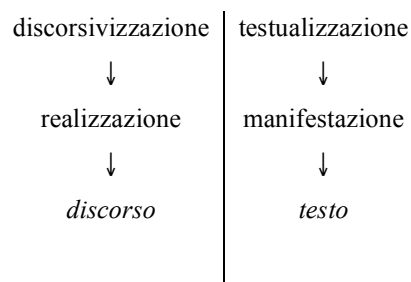 discorsivizzazione testualizzazione
↓ ↓
realizzazione manifestazione
↓ ↓
discorso testo